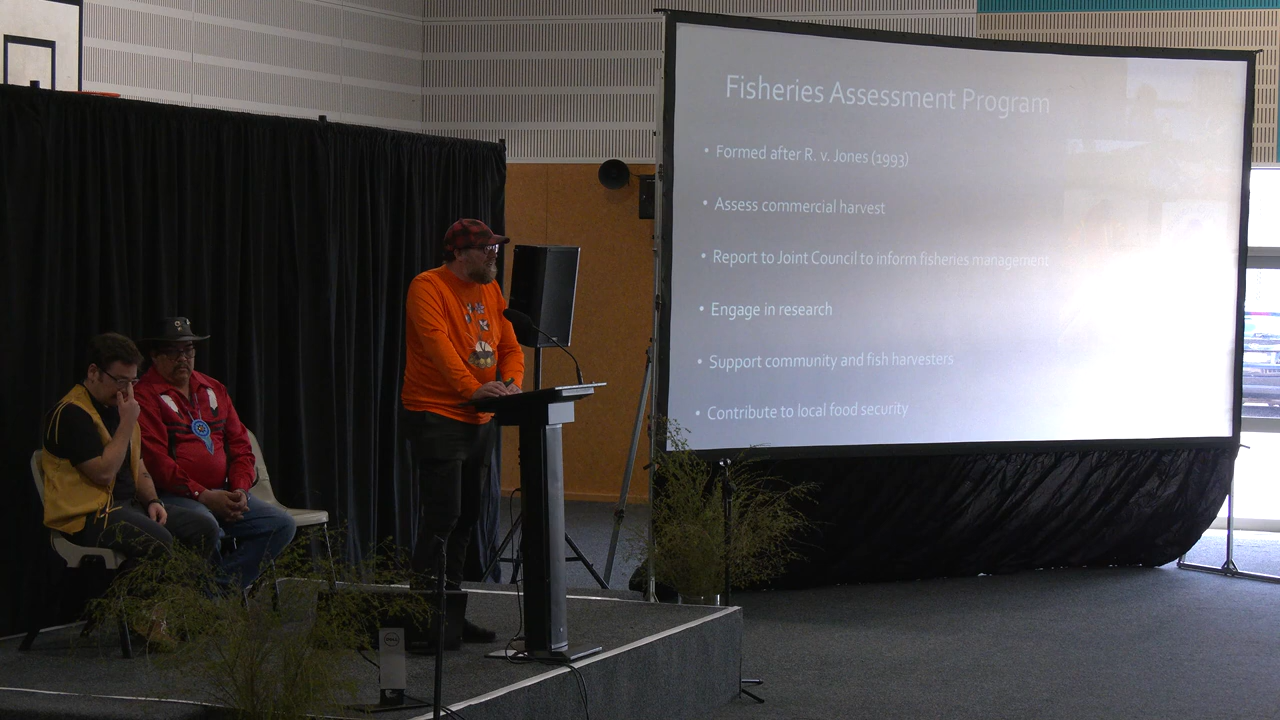 Fisheries Assessment Program
• Formed after R. v. Jones (1993)
• Assess commercial harvest
• Report to Joint Council to inform fisheries management
• Engage in research
• Support community and fish harvesters
• Contribute to local food security
DELL